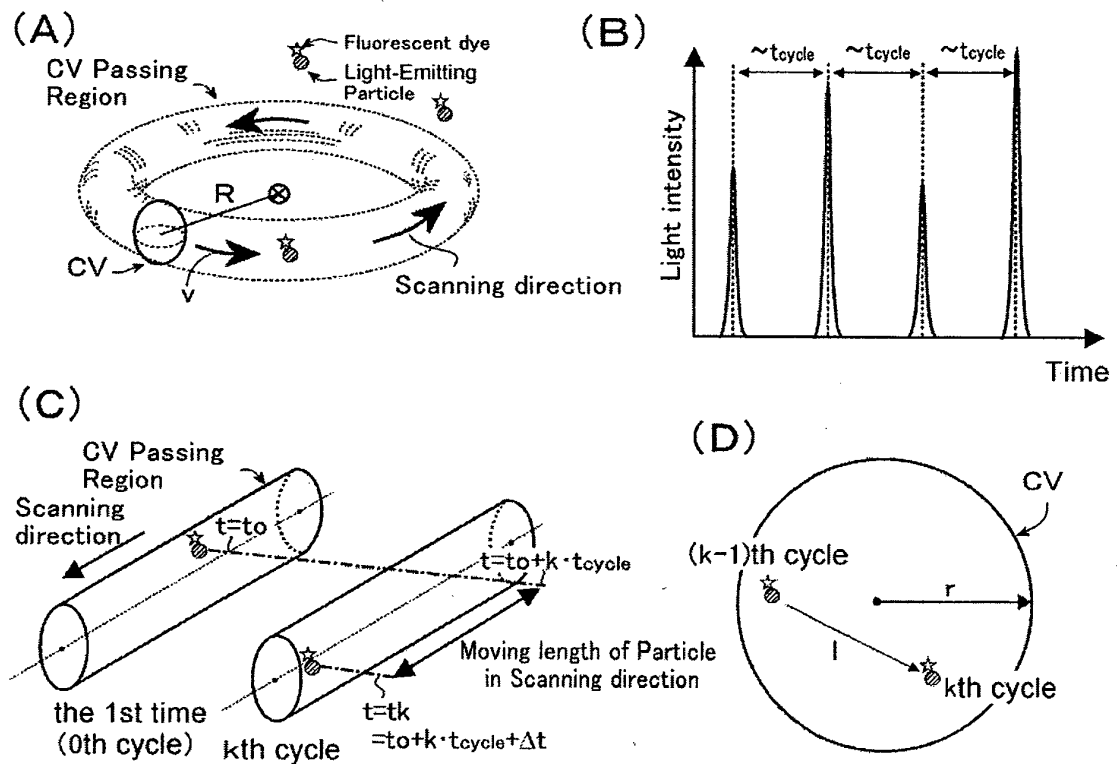 (A)
Fluorescent dye
Light-Emitting
Particle
CV Passing
Region
R
CV
v
Scanning direction
(B)
~tcycle
~tcycle
~tcycle
Light intensity
Time
(C)
CV Passing
Region
Scanning
direction
t=to
t=to+k·tcycle
Moving length of Particle
in Scanning direction
t=tk
=to+k·tcycle+Δt
the 1st time
(0th cycle)
kth cycle
(D)
CV
(k-1)th cycle
r
l
kth cycle